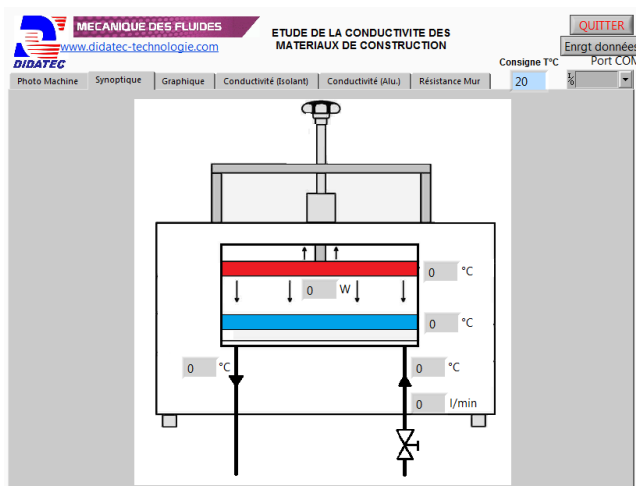 MECANIQUE DES FLUIDES
www.didatec-technologie.com
DIDATEC
ETUDE DE LA CONDUCTIVITE DES
MATERIAUX DE CONSTRUCTION
QUITTER
Enrgt données
Consigne T°C
Port COM
20
Photo Machine
Synoptique
Graphique
Conductivité (Isolant)
Conductivité (Alu.)
Résistance Mur
0 °C
0 W
0 °C
0 °C
0 °C
0 l/min